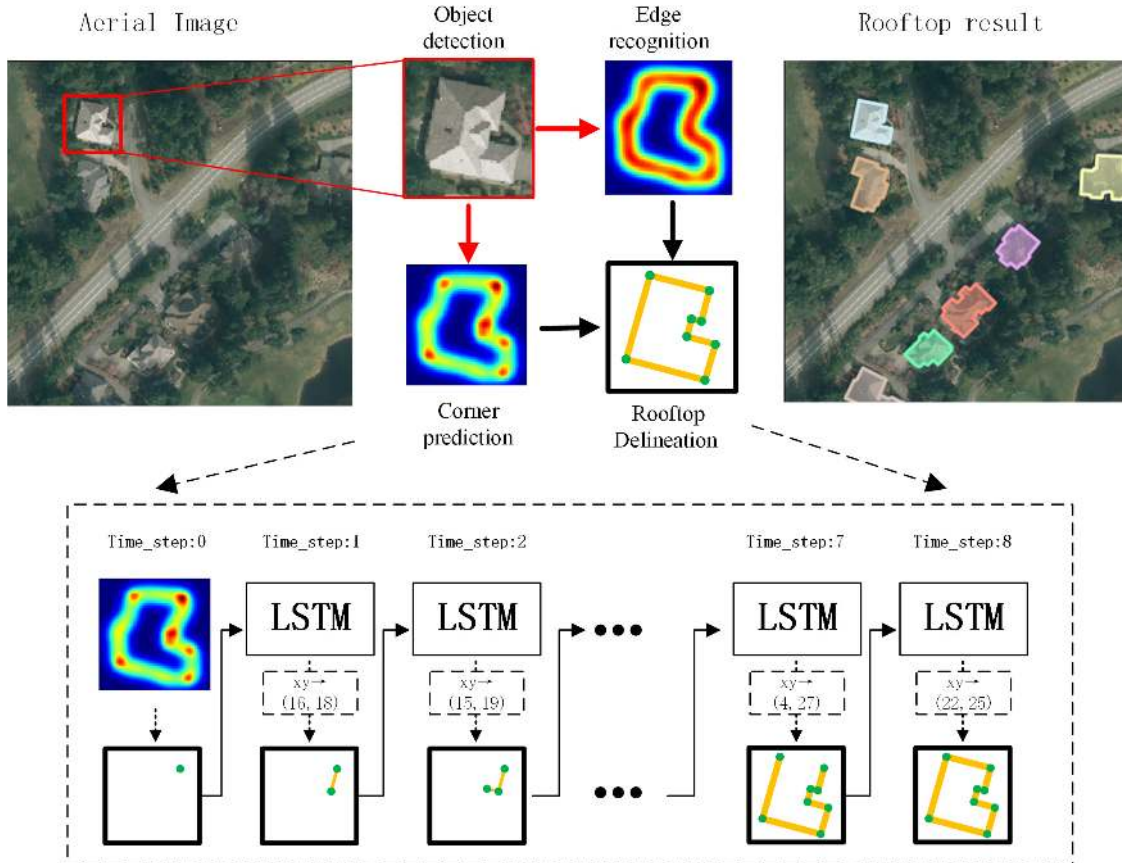 Aerial Image
Object
detection
Edge
recognition
Rooftop result
Corner
prediction
Rooftop
Delineation
Time_step:0
Time_step:1
Time_step:2
Time_step:7
Time_step:8
LSTM
LSTM
LSTM
LSTM
xy→
(16, 18)
xy→
(15, 19)
xy→
(4, 27)
xy→
(22, 25)